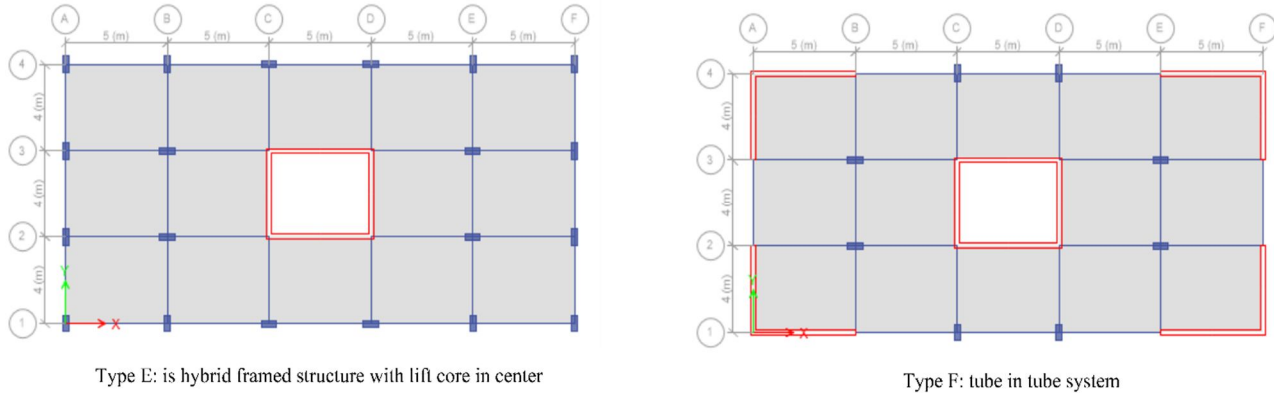 A B C D E F
5 (m) 5 (m) 5 (m) 5 (m) 5 (m)
4
4 (m)
3
4 (m)
2
4 (m)
1
Y
X
Type E: is hybrid framed structure with lift core in center
A B C D E F
5 (m) 5 (m) 5 (m) 5 (m) 5 (m)
4
4 (m)
3
4 (m)
2
4 (m)
1
Y
X
Type F: tube in tube system